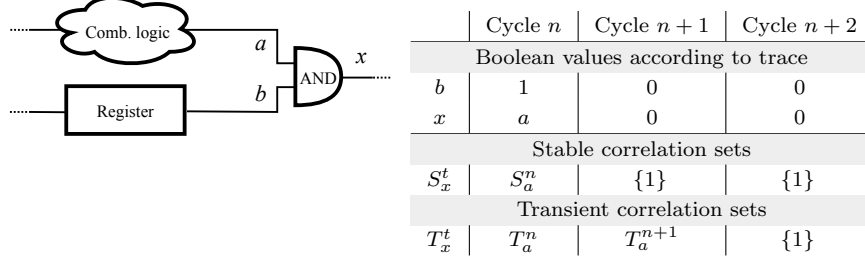 Comb. logic
a
x
AND
b
Register
Cycle n Cycle n + 1 Cycle n + 2
Boolean values according to trace
b 1 0 0
x a 0 0
Stable correlation sets
S_x^t S_a^n {1} {1}
Transient correlation sets
T_x^t T_a^n T_a^{n+1} {1}